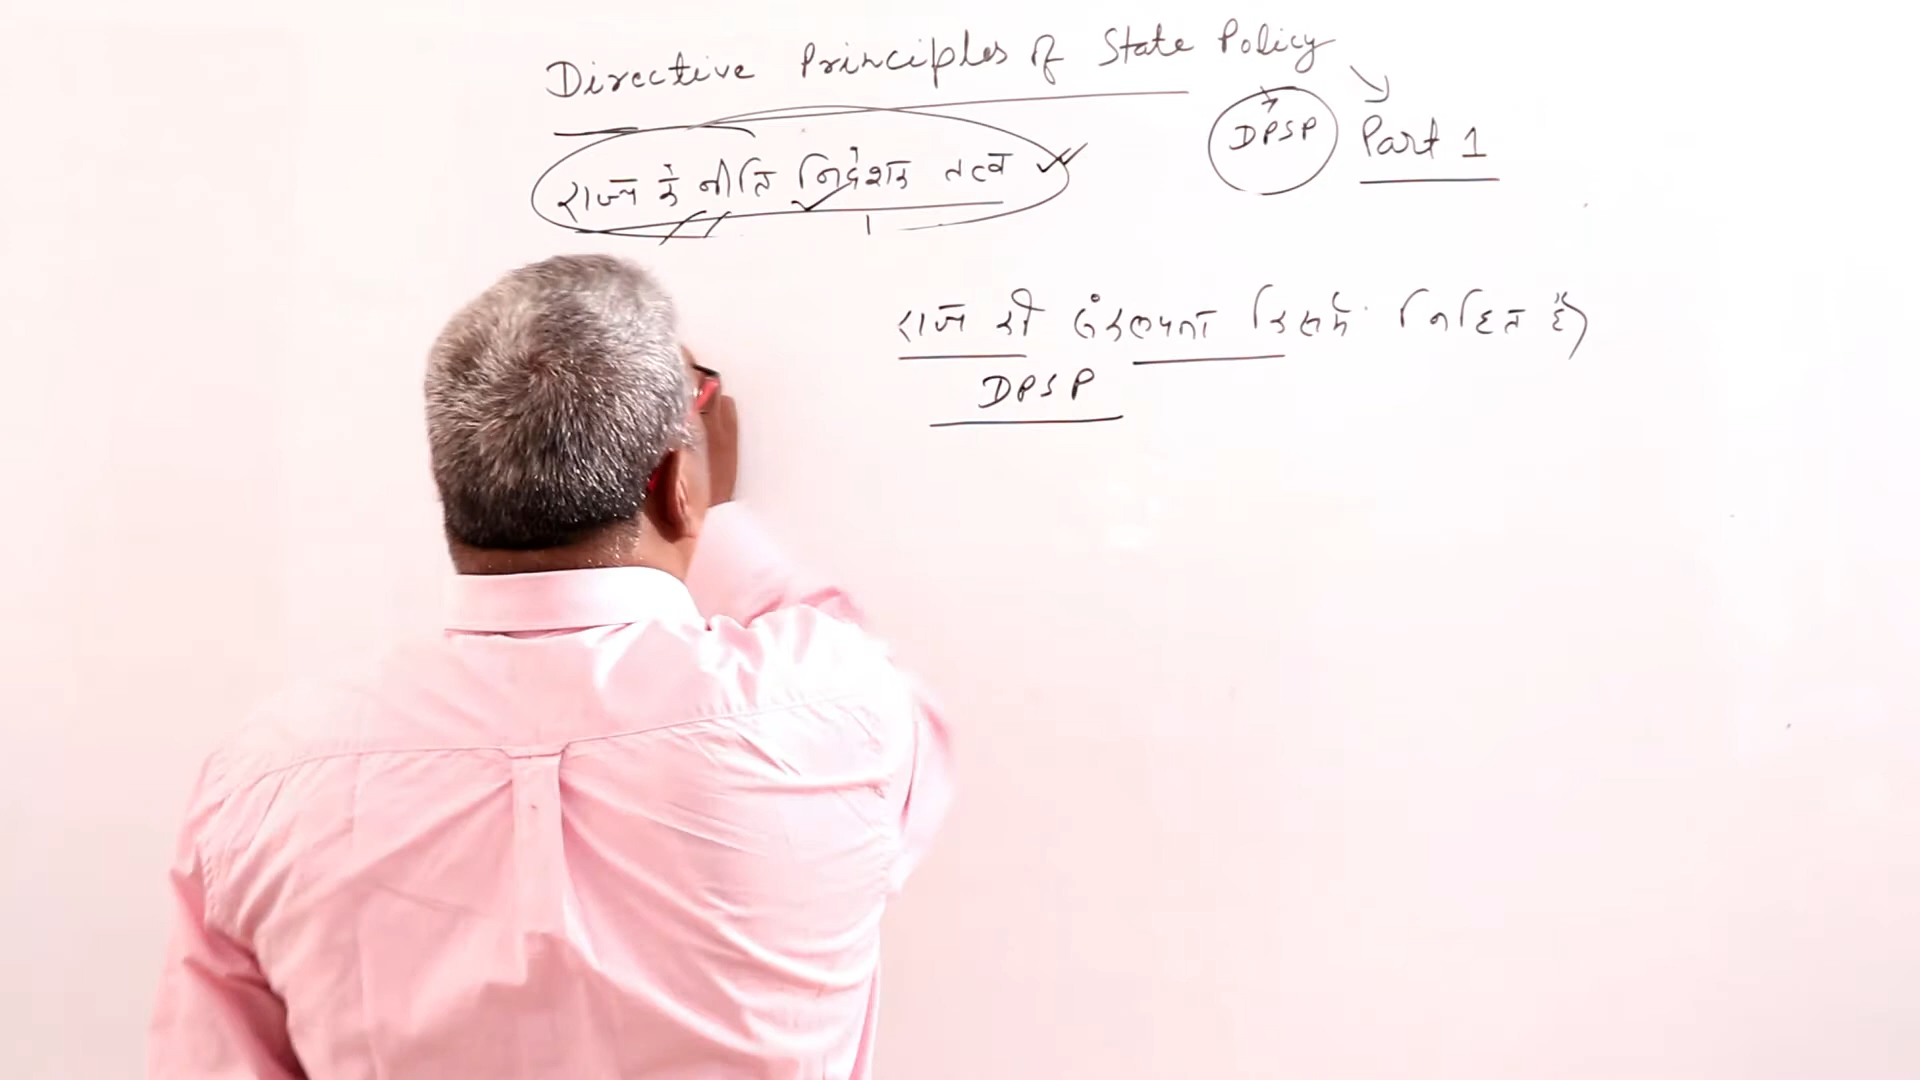 Directive Principles of State Policy
DPSP Part 1
राज्य के नीति निदेशक तत्व
राज्य की संकल्पना किसमें निहित है
DPSP